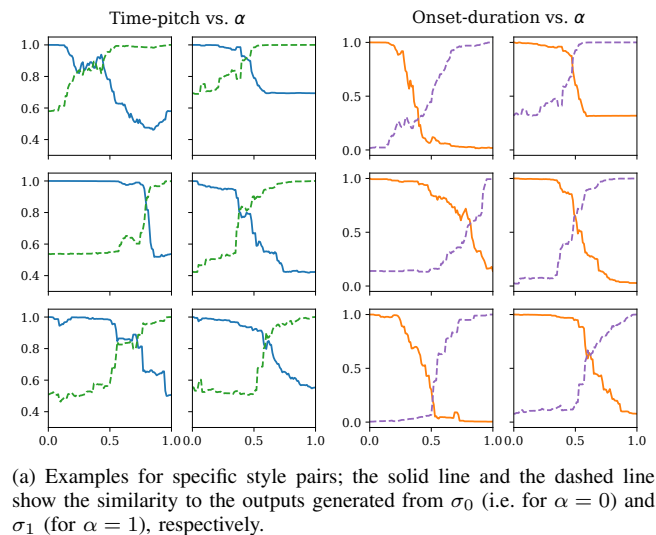 Time-pitch vs. α
Onset-duration vs. α
1.0
0.8
0.6
0.4
1.0
0.5
0.0
1.0
0.8
0.6
0.4
1.0
0.5
0.0
1.0
0.8
0.6
0.4
0.0 0.5 1.0
0.0 0.5 1.0
1.0
0.5
0.0
0.0 0.5 1.0
0.0 0.5 1.0
(a) Examples for specific style pairs; the solid line and the dashed line
show the similarity to the outputs generated from σ₀ (i.e. for α = 0) and
σ₁ (for α = 1), respectively.